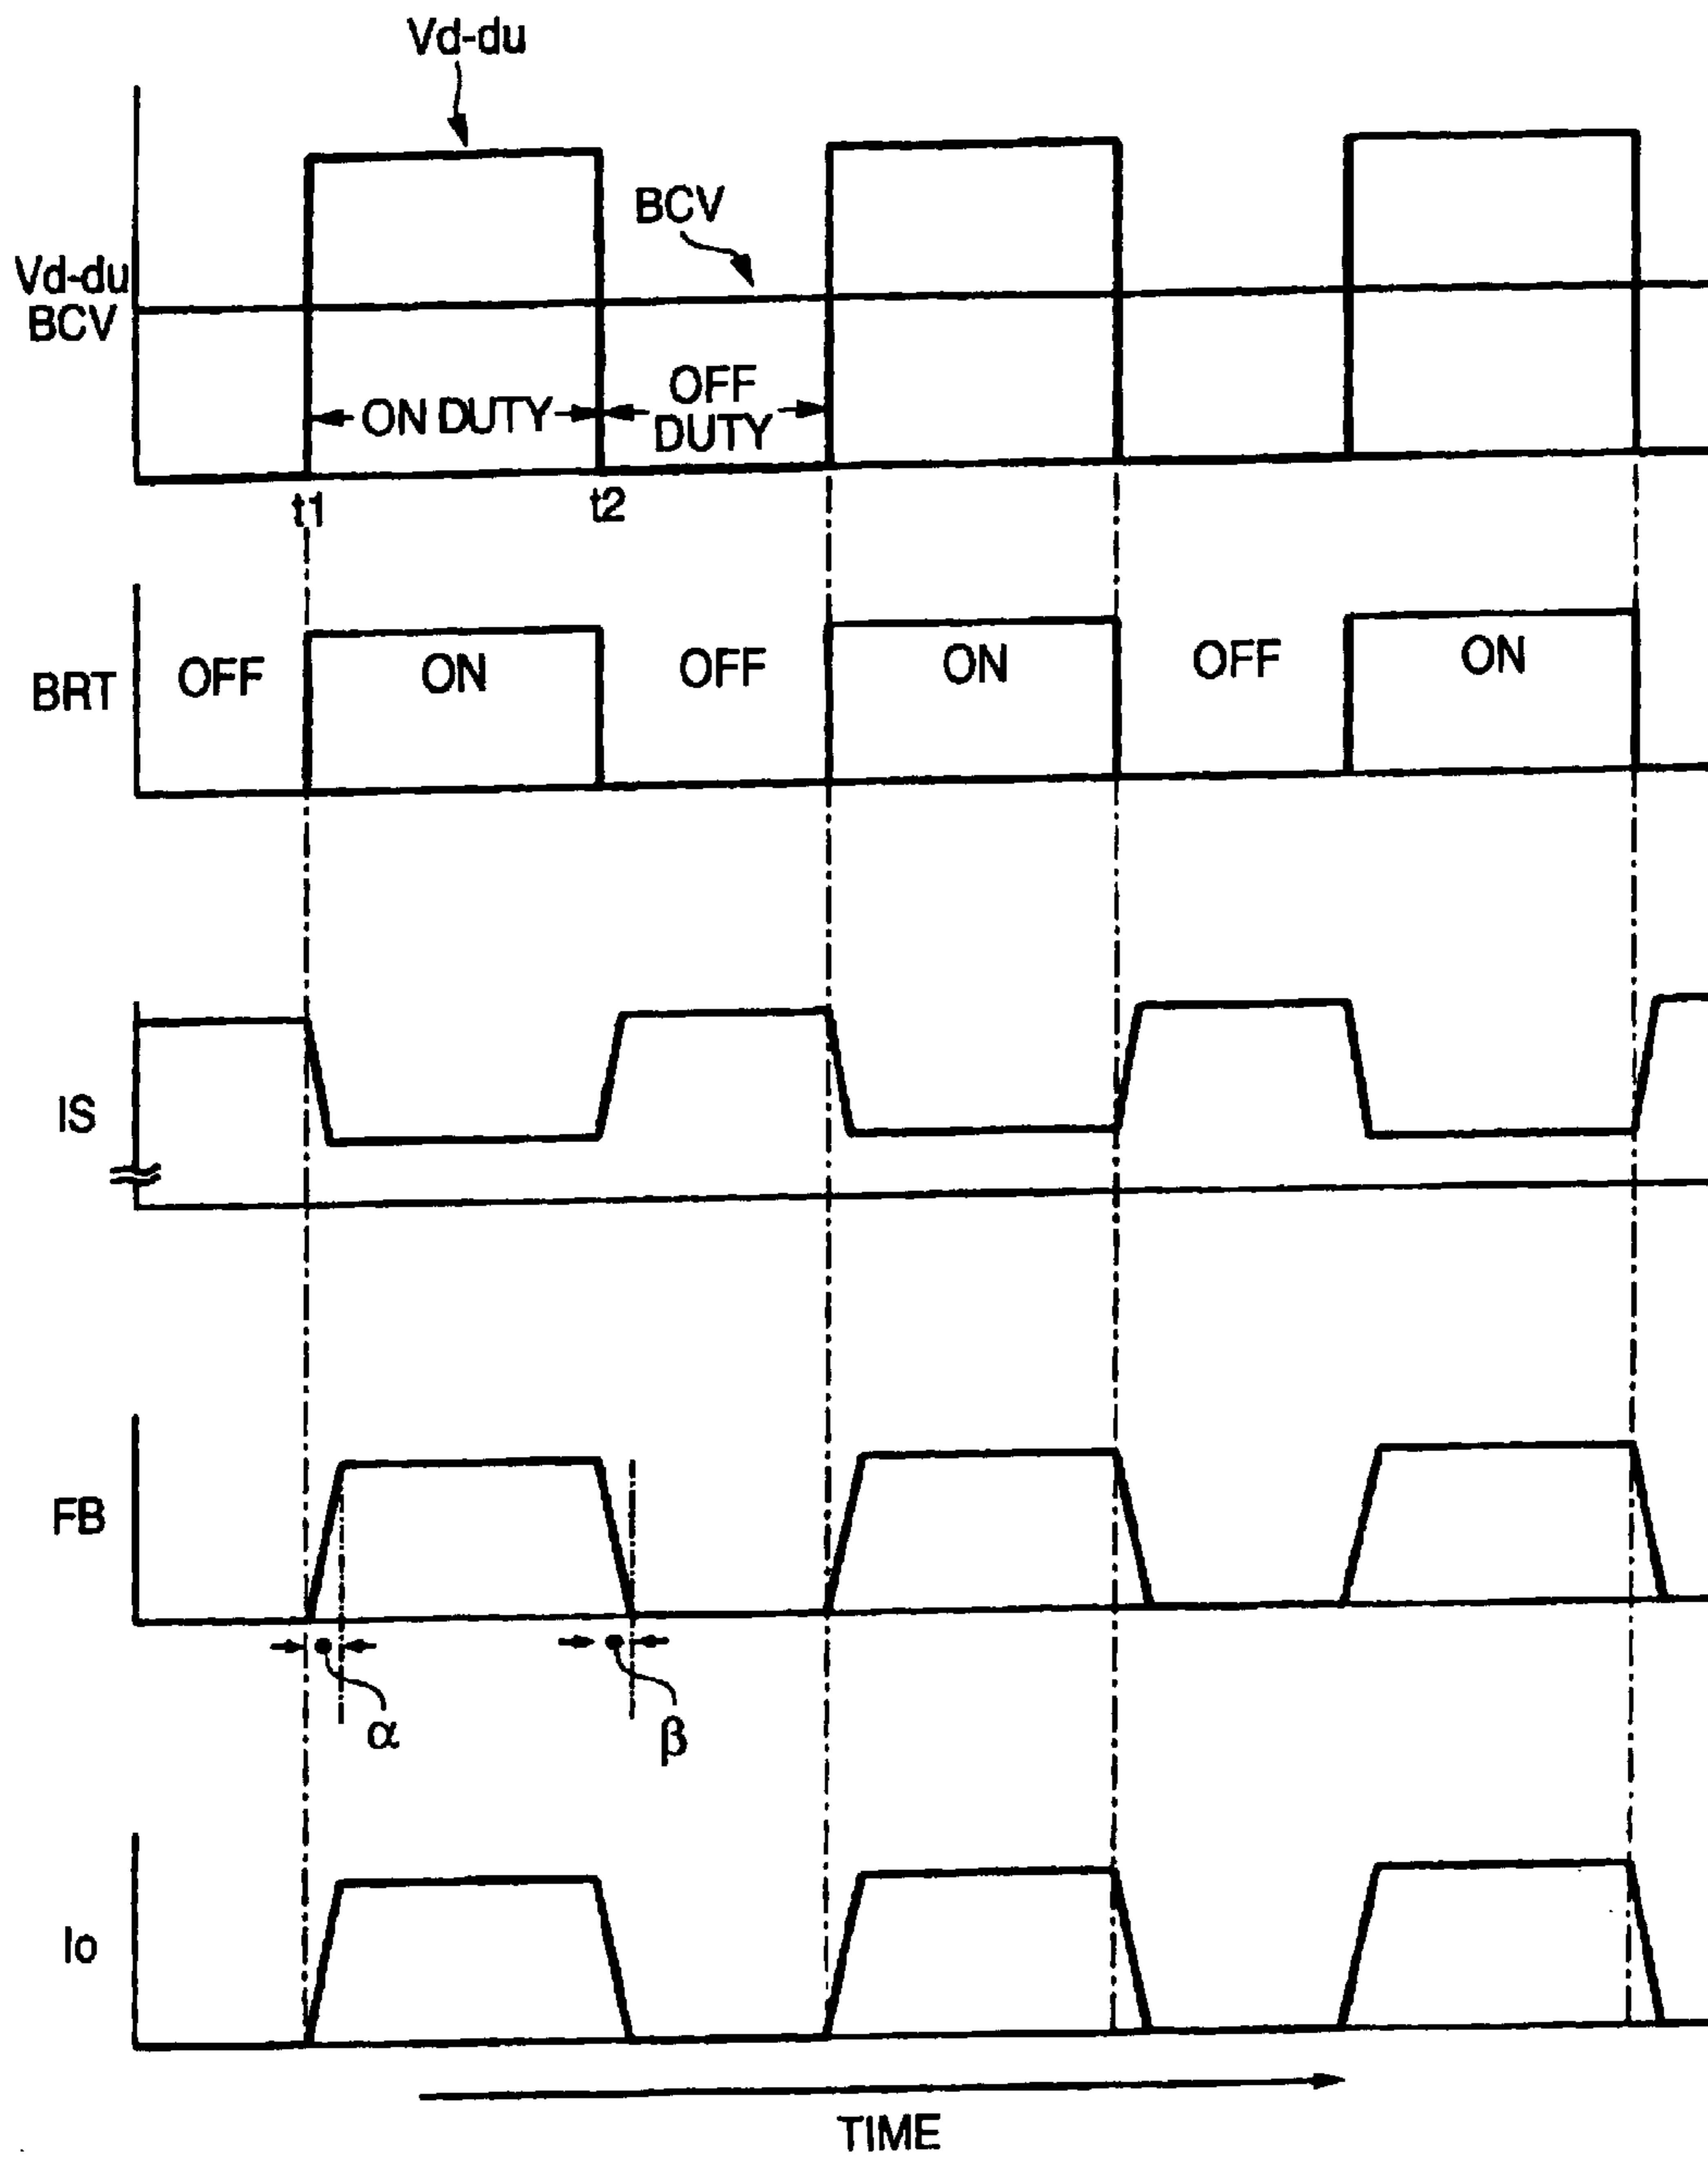 Vd-du
BCV
Vd-du
BCV
ON DUTY
OFF
DUTY
t1
t2
BRT
OFF
ON
OFF
ON
OFF
ON
IS
FB
α
β
Io
TIME